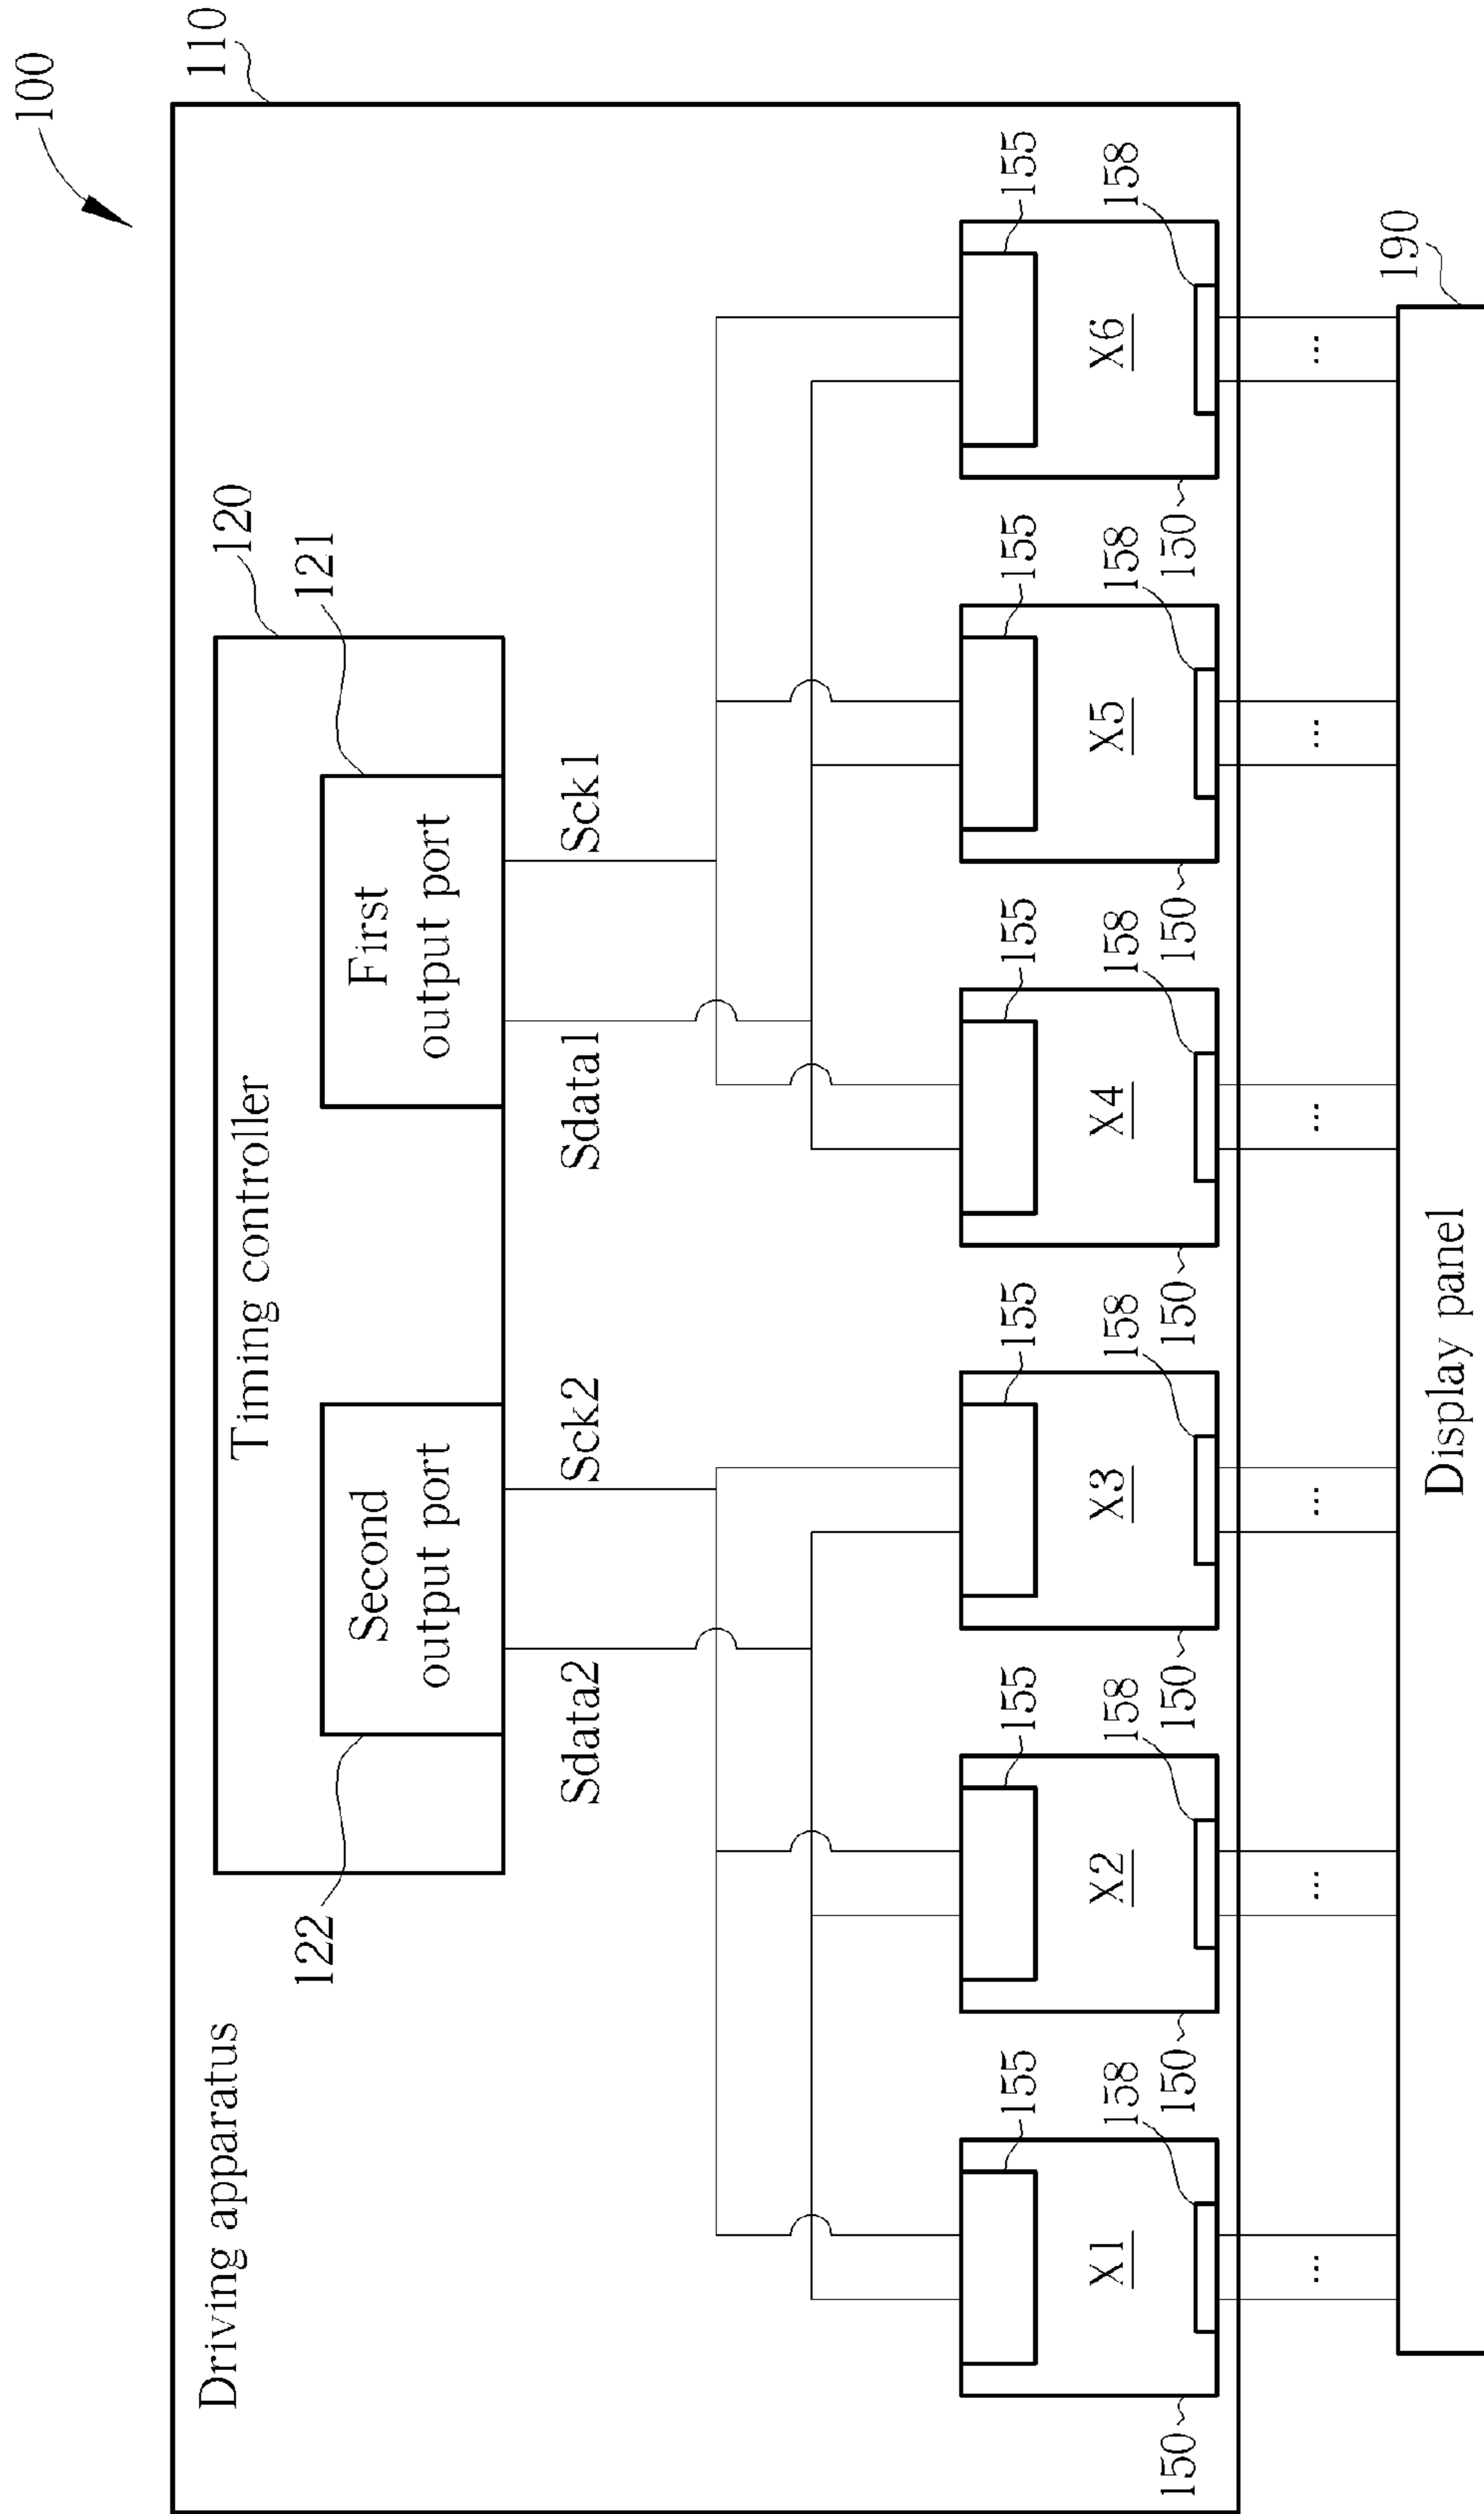 100
110
Driving apparatus
120
Timing controller
122
121
Second
output port
First
output port
Sdata2
Sck2
Sdata1
Sck1
155
155
155
155
155
155
X1
X2
X3
X4
X5
X6
158
158
158
158
158
158
150
150
150
150
150
150
...
...
...
...
...
...
190
Display panel